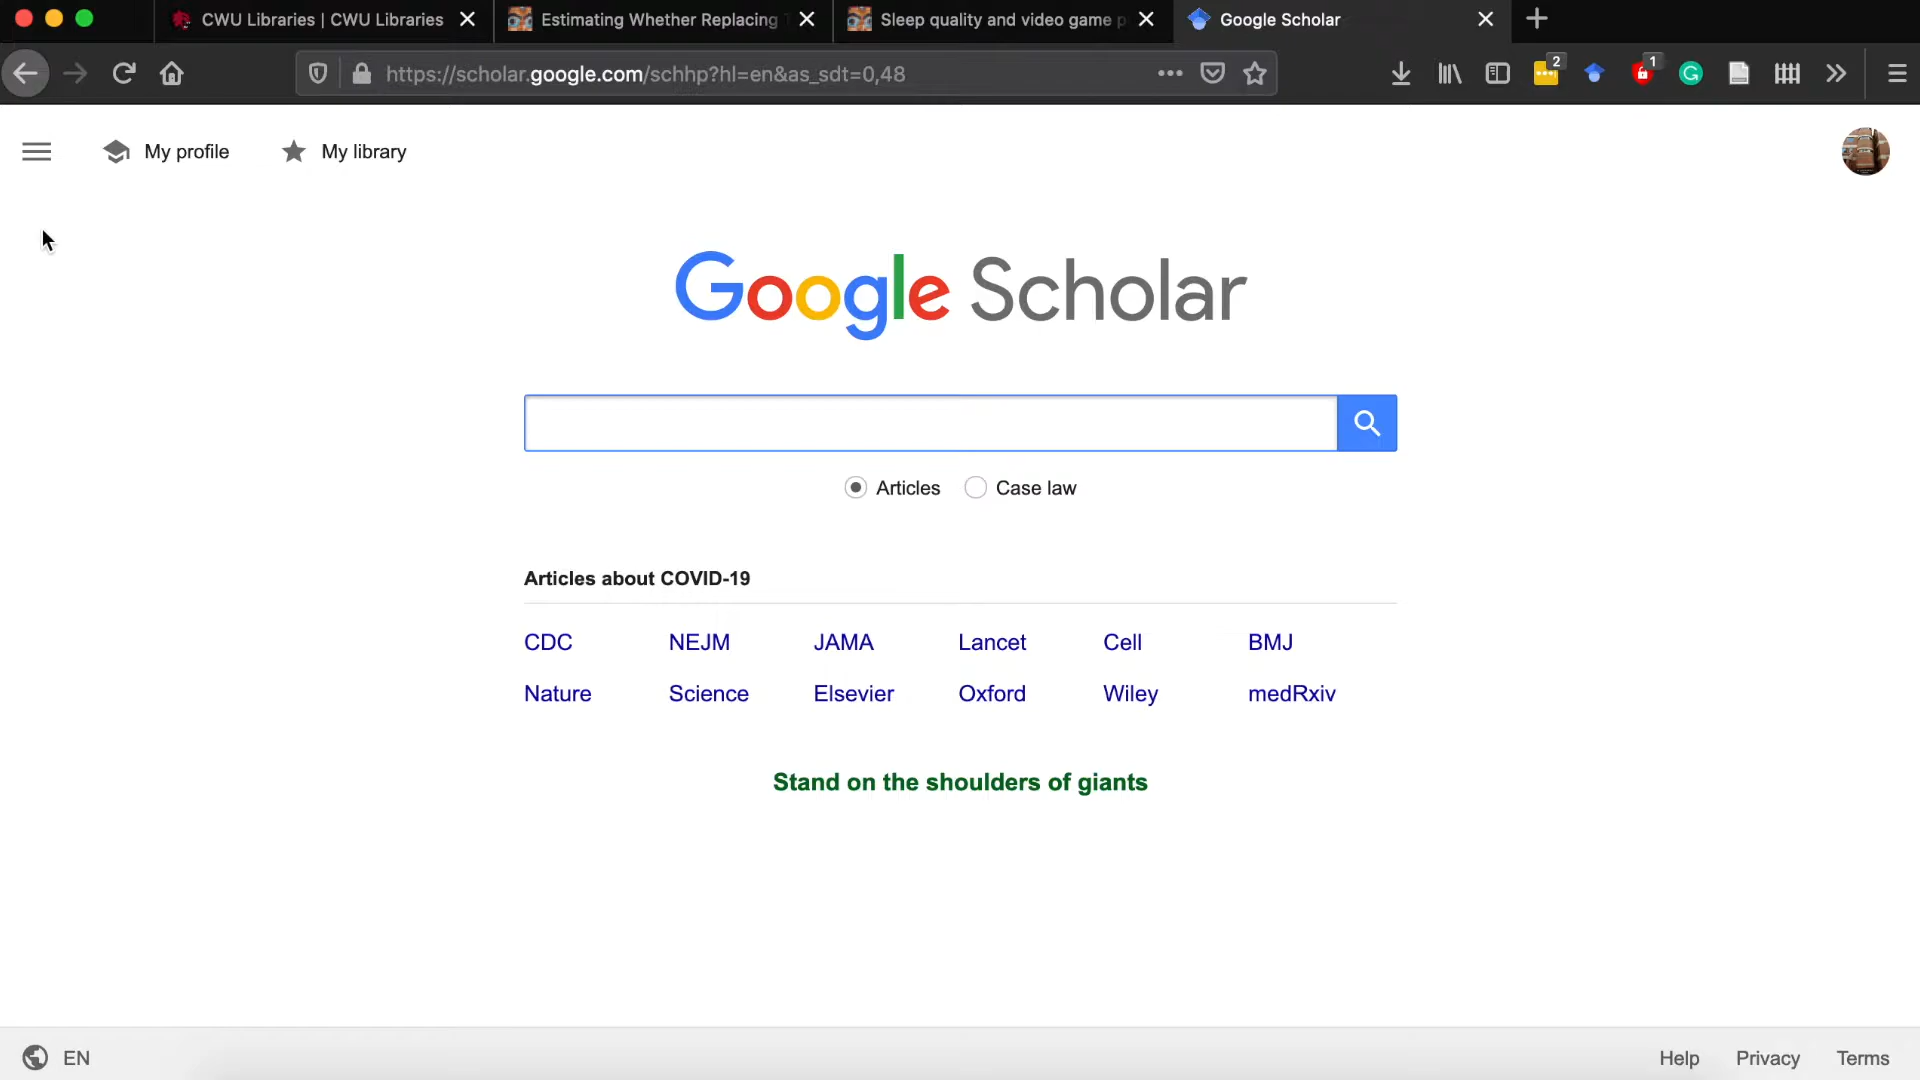 CWU Libraries | CWU Libraries
Estimating Whether Replacing
Sleep quality and video game p
Google Scholar
https://scholar.google.com/schhp?hl=en&as_sdt=0,48
2
1
My profile
My library
Google Scholar
Articles
Case law
Articles about COVID-19
CDC NEJM JAMA Lancet Cell BMJ
Nature Science Elsevier Oxford Wiley medRxiv
Stand on the shoulders of giants
EN
Help Privacy Terms